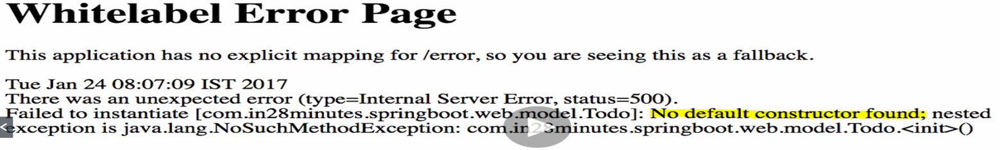 Whitelabel Error Page
This application has no explicit mapping for /error, so you are seeing this as a fallback.
Tue Jan 24 08:07:09 IST 2017
There was an unexpected error (type=Internal Server Error, status=500).
Failed to instantiate [com.in28minutes.springboot.web.model.Todo]: No default constructor found; nested
exception is java.lang.NoSuchMethodException: com.in28minutes.springboot.web.model.Todo.<init>()